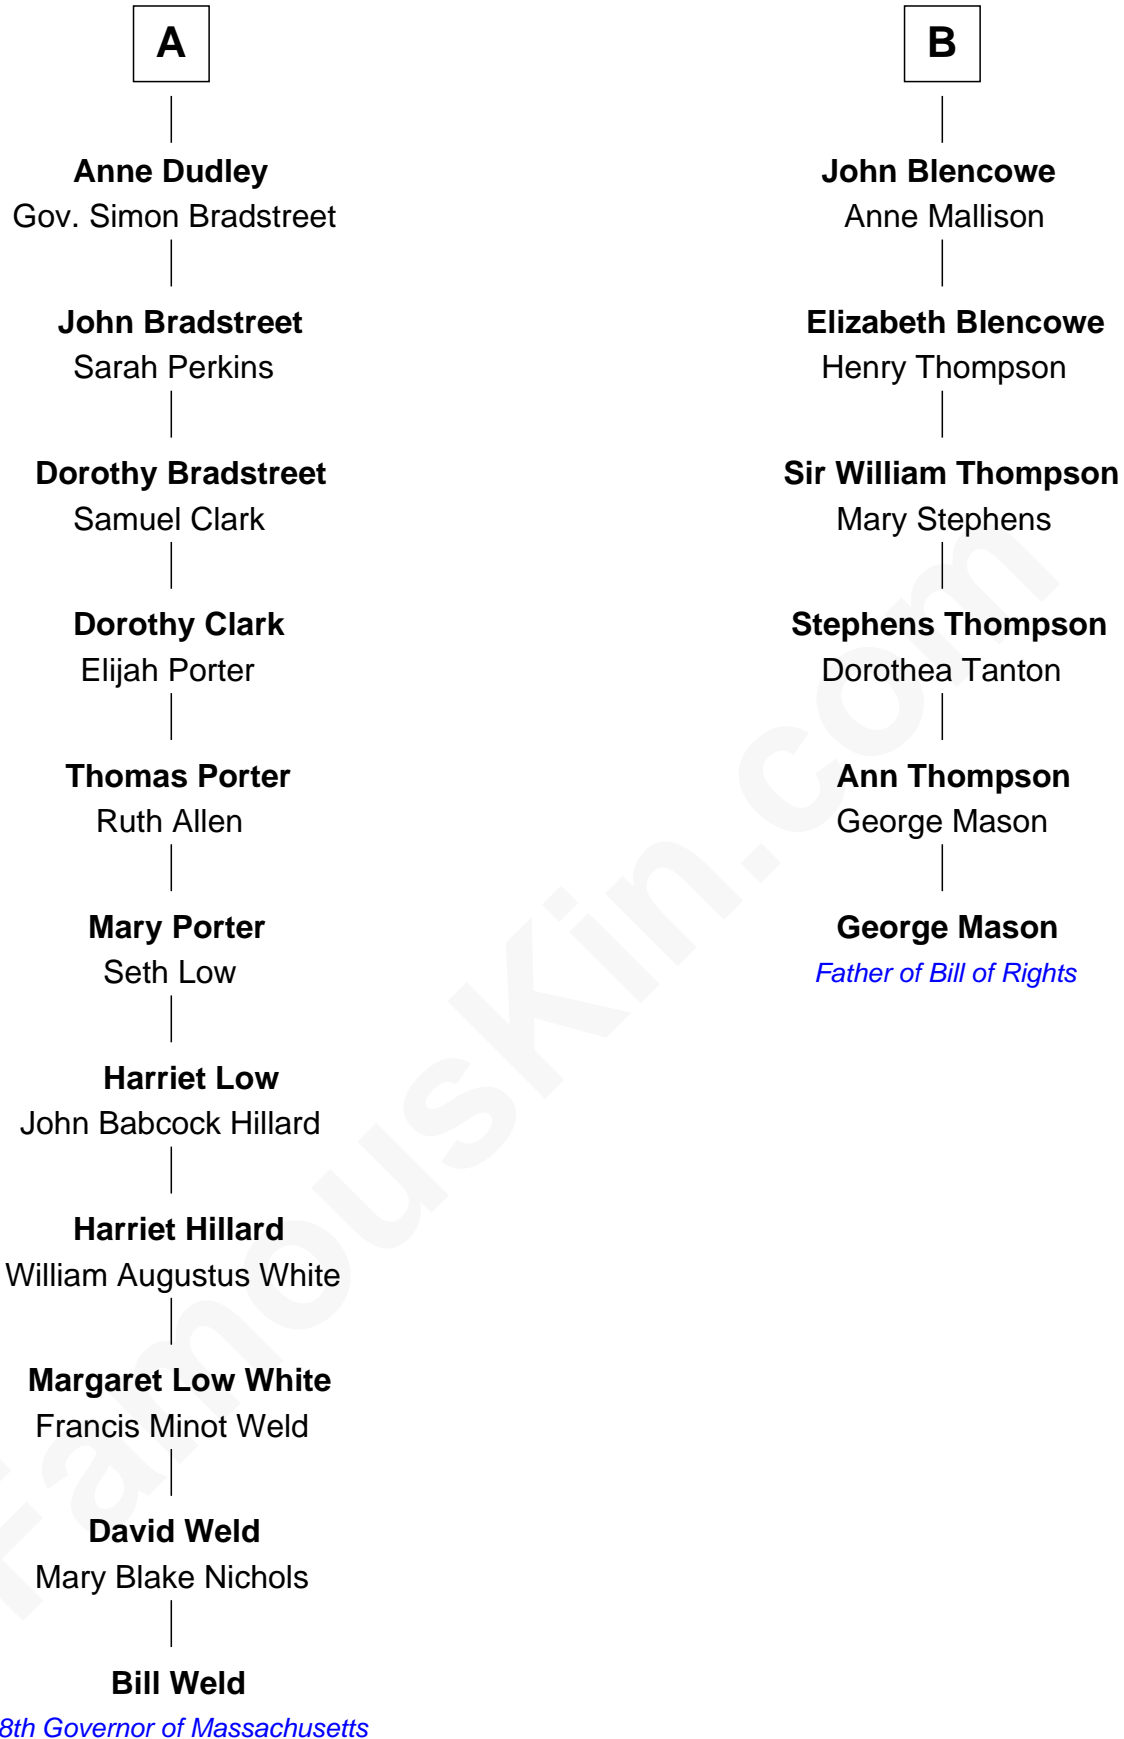 A
Anne Dudley
Gov. Simon Bradstreet
John Bradstreet
Sarah Perkins
Dorothy Bradstreet
Samuel Clark
Dorothy Clark
Elijah Porter
Thomas Porter
Ruth Allen
Mary Porter
Seth Low
Harriet Low
John Babcock Hillard
Harriet Hillard
William Augustus White
Margaret Low White
Francis Minot Weld
David Weld
Mary Blake Nichols
Bill Weld
8th Governor of Massachusetts
B
John Blencowe
Anne Mallison
Elizabeth Blencowe
Henry Thompson
Sir William Thompson
Mary Stephens
Stephens Thompson
Dorothea Tanton
Ann Thompson
George Mason
George Mason
Father of Bill of Rights
FamousKin.com